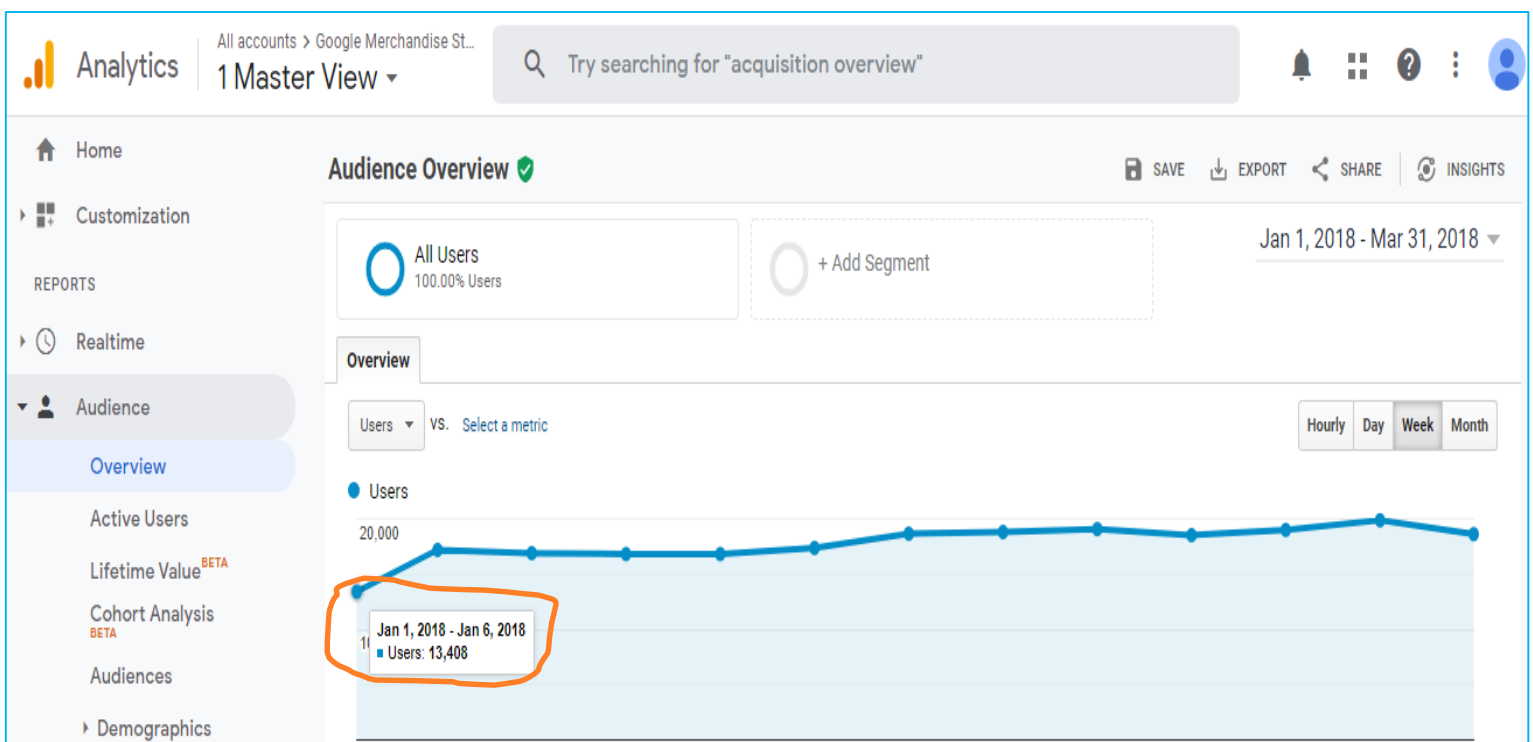 All accounts > Google Merchandise St...
Analytics
1 Master View
Try searching for "acquisition overview"
Home
Customization
REPORTS
Realtime
Audience
Overview
Active Users
Lifetime Value BETA
Cohort Analysis
BETA
Audiences
Demographics
Audience Overview
SAVE
EXPORT
SHARE
INSIGHTS
All Users
100.00% Users
+ Add Segment
Jan 1, 2018 - Mar 31, 2018
Overview
Users
VS.
Select a metric
Hourly
Day
Week
Month
Users
20,000
Jan 1, 2018 - Jan 6, 2018
Users: 13,408